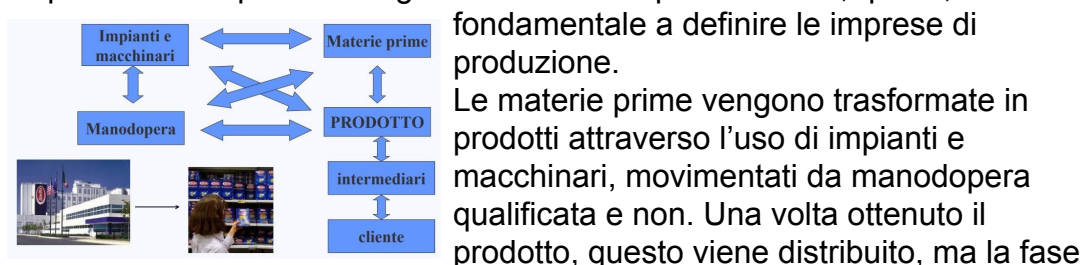 fondamentale a definire le imprese di
produzione.
Le materie prime vengono trasformate in
prodotti attraverso l’uso di impianti e
macchinari, movimentati da manodopera
qualificata e non. Una volta ottenuto il
prodotto, questo viene distribuito, ma la fase
Impianti e
macchinari
Materie prime
Manodopera
PRODOTTO
intermediari
cliente